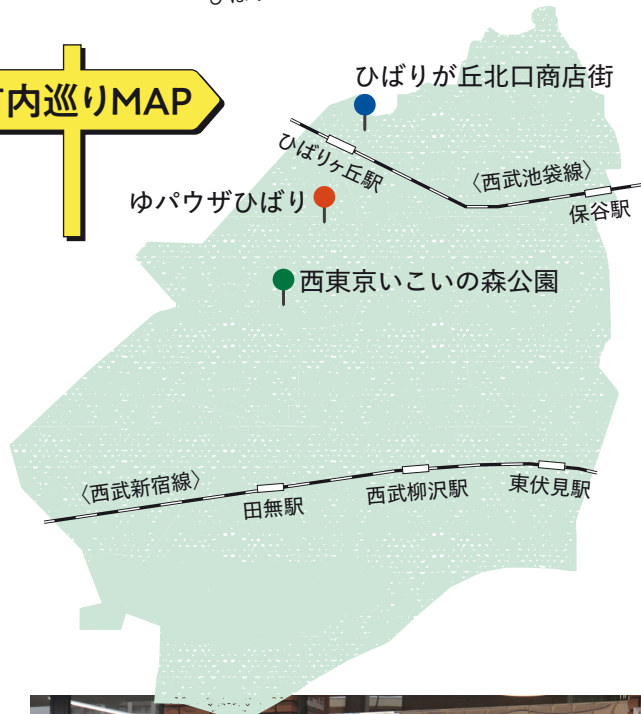 内巡りMAP
ひばりが丘北口商店街
ひばりヶ丘駅
〈西武池袋線〉
保谷駅
ゆパウザひばり
西東京いこいの森公園
〈西武新宿線〉
田無駅
西武柳沢駅
東伏見駅